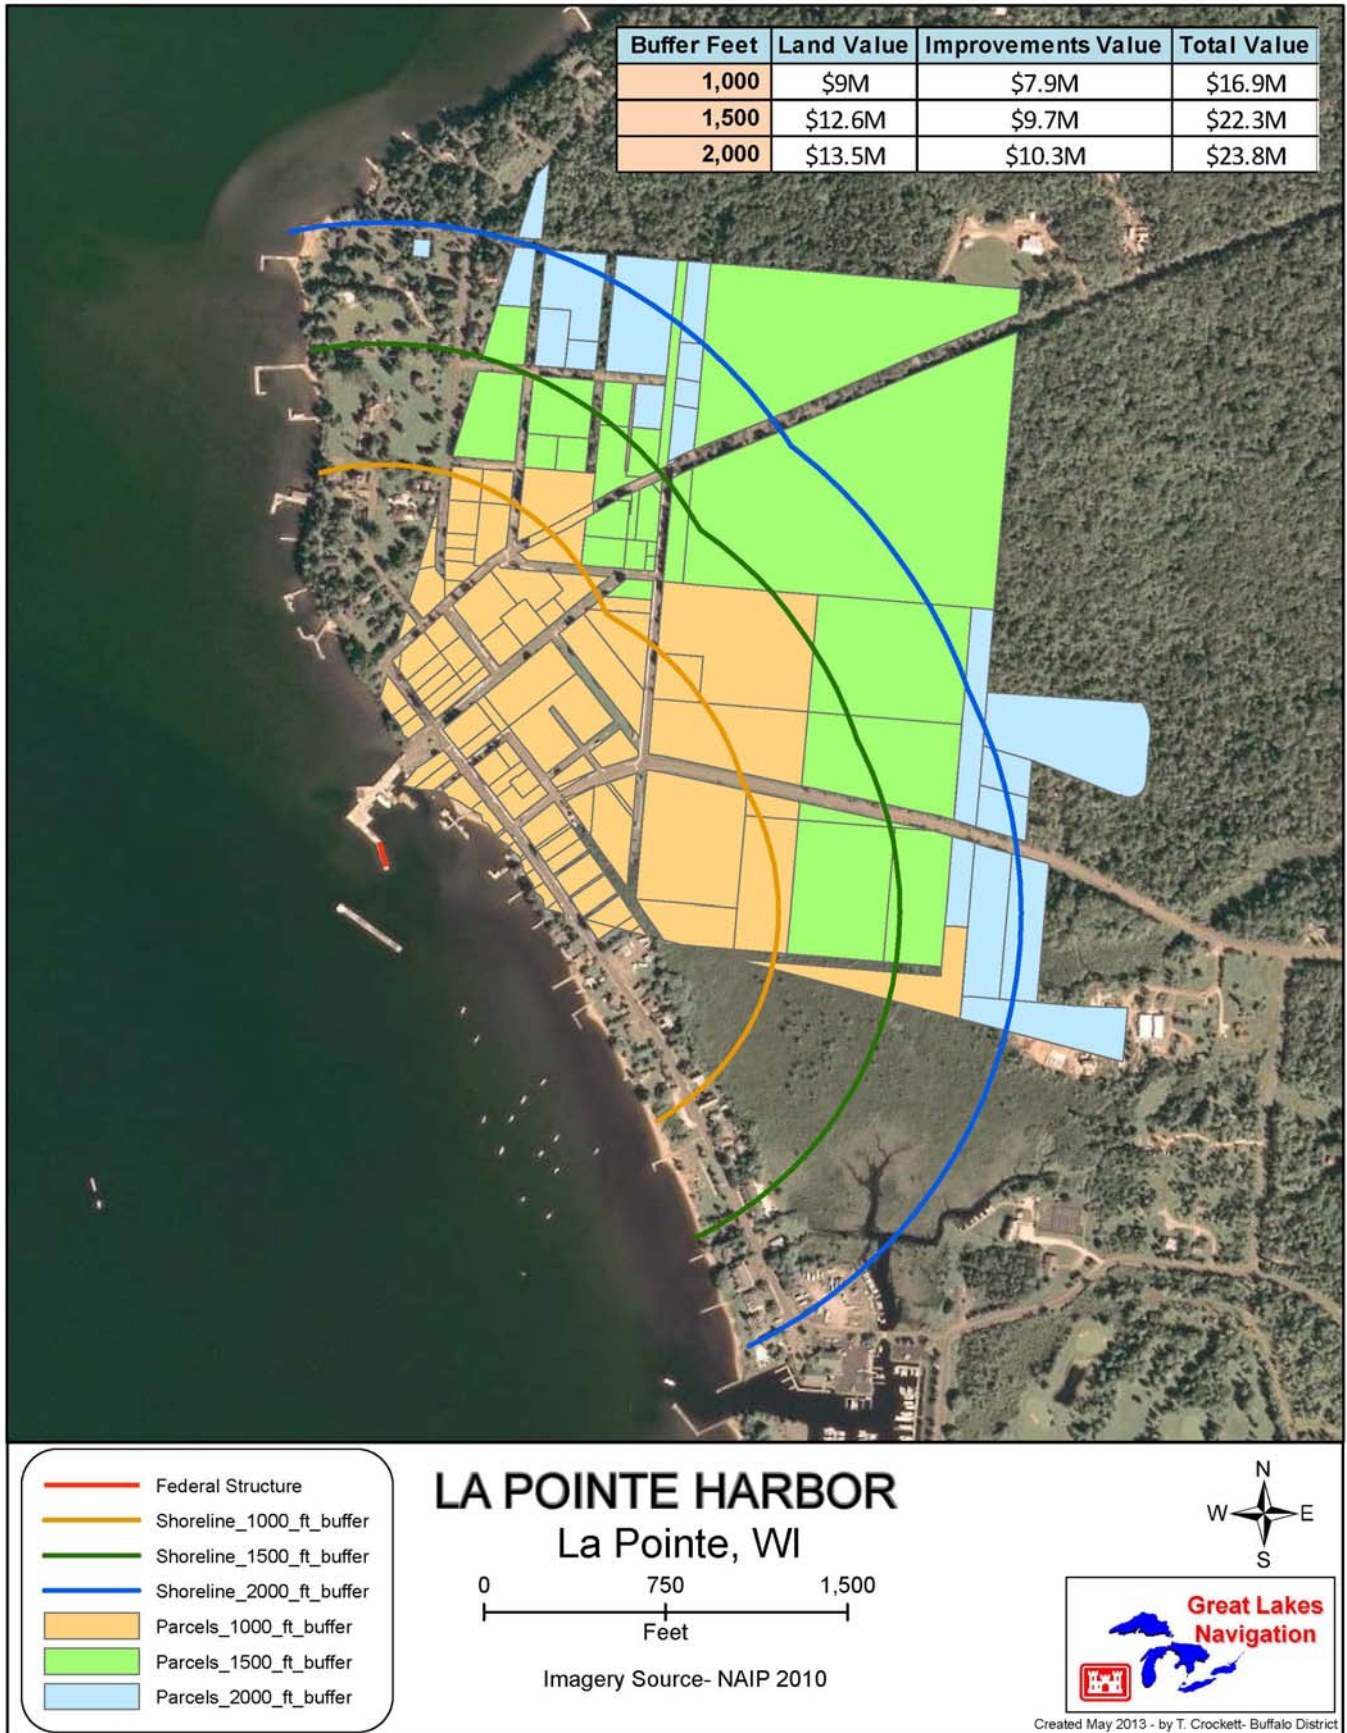 Buffer Feet Land Value Improvements Value Total Value
1,000 $9M $7.9M $16.9M
1,500 $12.6M $9.7M $22.3M
2,000 $13.5M $10.3M $23.8M
Federal Structure
Shoreline_1000_ft_buffer
Shoreline_1500_ft_buffer
Shoreline_2000_ft_buffer
Parcels_1000_ft_buffer
Parcels_1500_ft_buffer
Parcels_2000_ft_buffer
LA POINTE HARBOR
La Pointe, WI
0 750 1,500
Feet
Imagery Source- NAIP 2010
N
W E
S
Great Lakes
Navigation
Created May 2013 - by T. Crockett- Buffalo District